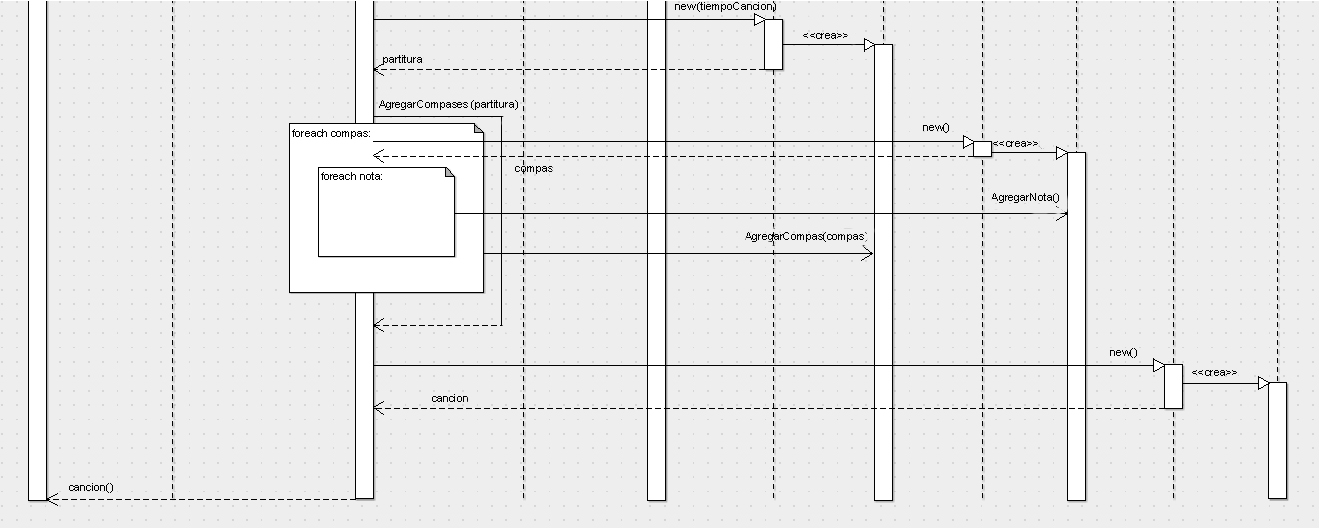 new(tiempoCancion)
<<crea>>
partitura
AgregarCompases (partitura)
new()
foreach compas:
<<crea>>
compas
foreach nota:
AgregarNota()
AgregarCompas(compas)
new()
<<crea>>
cancion
cancion()